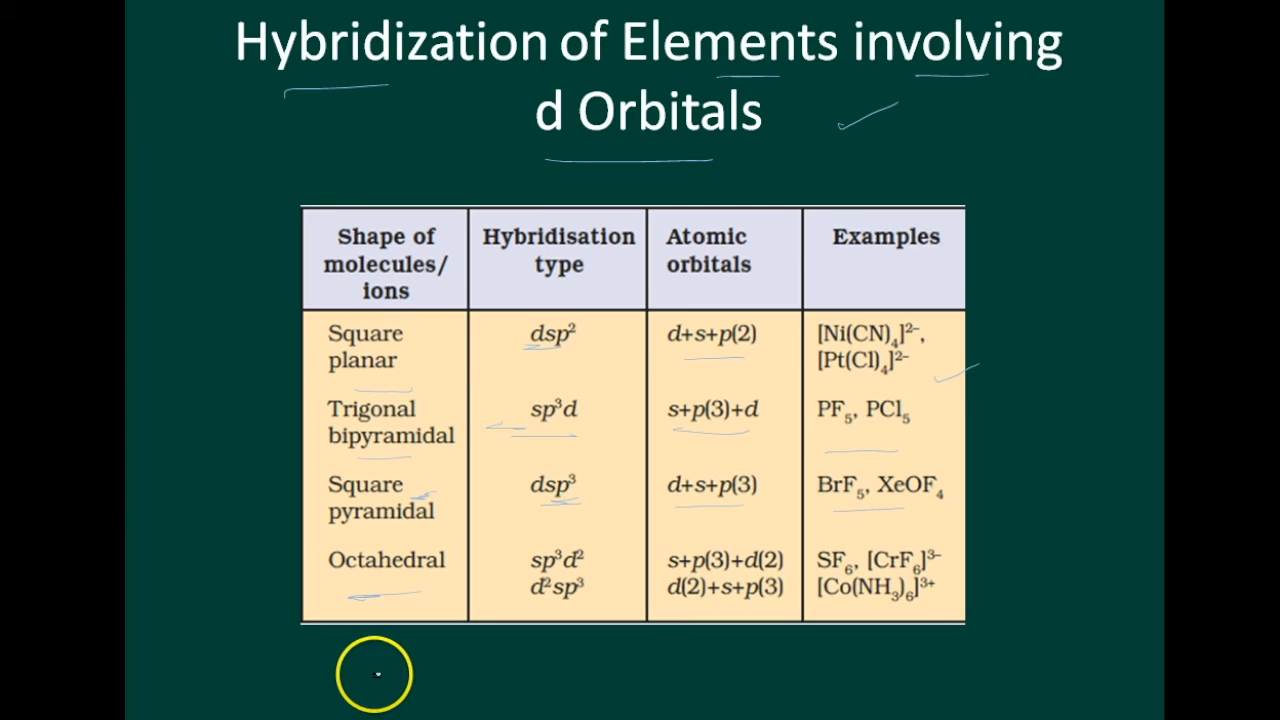 Hybridization of Elements involving
d Orbitals
Shape of molecules/ ions
Hybridisation type
Atomic orbitals
Examples
Square planar
dsp²
d+s+p(2)
[Ni(CN)₄]²⁻,
[Pt(Cl)₄]²⁻
Trigonal bipyramidal
sp³d
s+p(3)+d
PF₅, PCl₅
Square pyramidal
dsp³
d+s+p(3)
BrF₅, XeOF₄
Octahedral
sp³d²
s+p(3)+d(2)
SF₆, [CrF₆]³⁻
d²sp³
d(2)+s+p(3)
[Co(NH₃)₆]³⁺